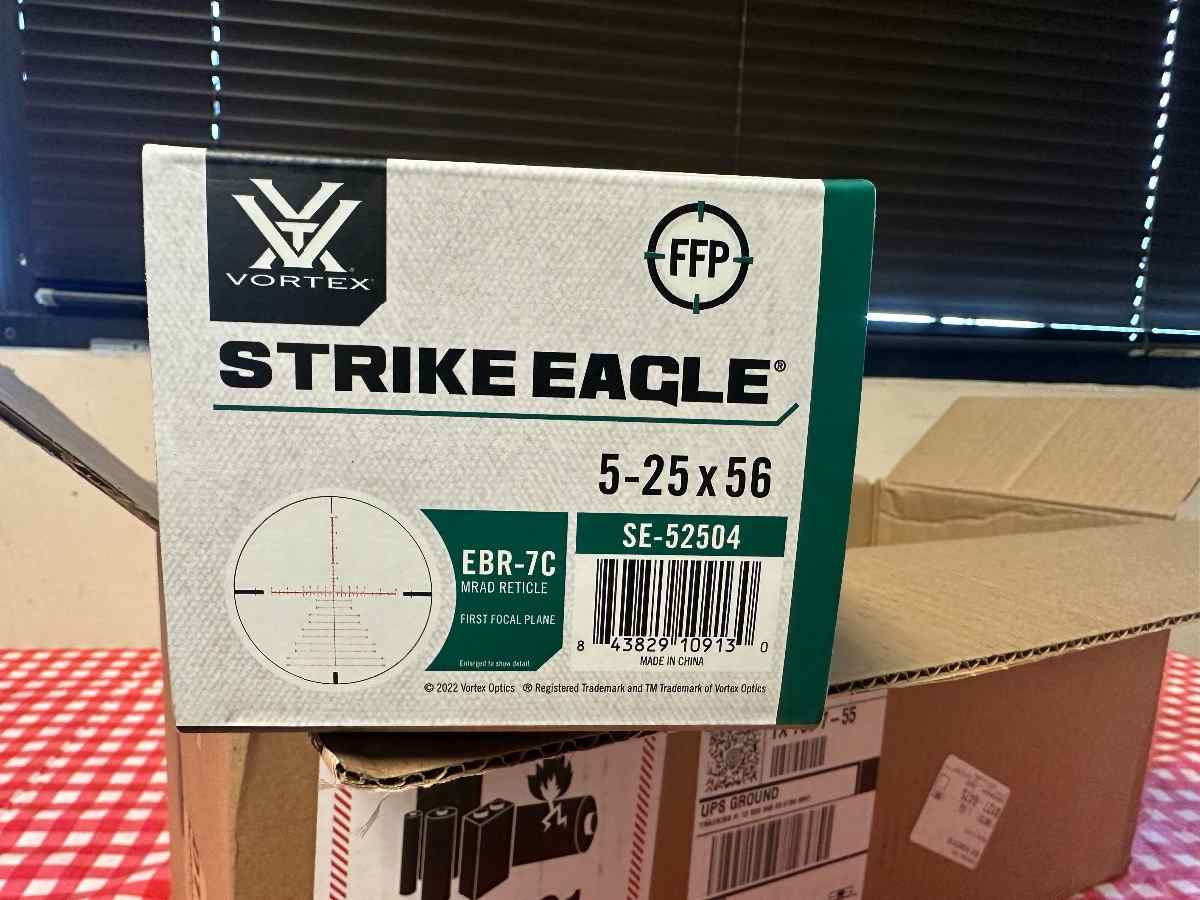 VORTEX®
FFP
STRIKE EAGLE®
5-25 x 56
SE-52504
EBR-7C
MRAD RETICLE
FIRST FOCAL PLANE
Enlarged to show detail
8 43829 10913 0
MADE IN CHINA
© 2022 Vortex Optics ® Registered Trademark and TM Trademark of Vortex Optics
UPS GROUND